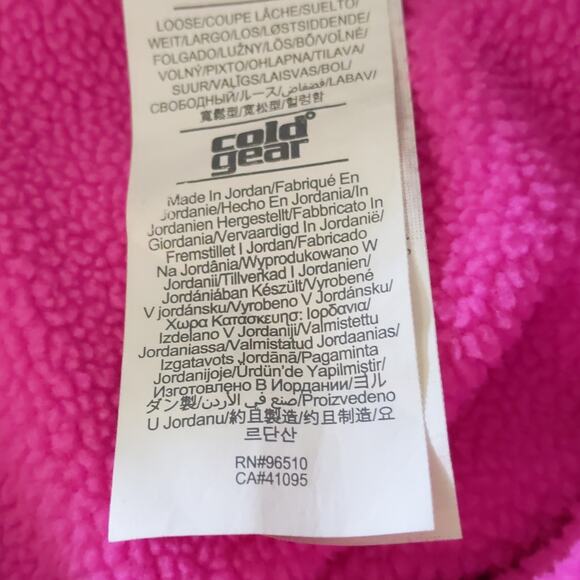 LOOSE/COUPE LÂCHE/SUELTO/
WEIT/LARGO/LOS/LØSTSIDDENDE/
FOLGADO/LUŹNY/LÖS/BŐ/VOLNÉ/
VOLNÝ/PIXTO/OHLAPNA/TILAVA/
SUUR/VALĪGS/LAISVAS/BOL/
СВОБОДНЫЙ/ルース/فضفاض/LABAV/
寬鬆型/宽松型/헐렁함
cold°
gear
Made In Jordan/Fabriqué En
Jordanie/Hecho En Jordania/In
Jordanien Hergestellt/Fabbricato In
Giordania/Vervaardigd In Jordanië/
Fremstillet I Jordan/Fabricado
Na Jordânia/Wyprodukowano W
Jordanii/Tillverkad I Jordanien/
Jordániában Készült/Vyrobené
V jordánsku/Vyrobeno V Jordánsku/
Χωρα Κατάσκευησ: Ιορδανια/
Izdelano V Jordaniji/Valmistettu
Jordaniassa/Valmistatud Jordaanias/
Izgatavots Jordānā/Pagaminta
Jordanijoje/Ürdün'de Yapilmistir/
Изготовлено В Иордании/ヨル
ダン製/صنع في الأردن/Proizvedeno
U Jordanu/約旦製造/约旦制造/요
르단산
RN#96510
CA#41095